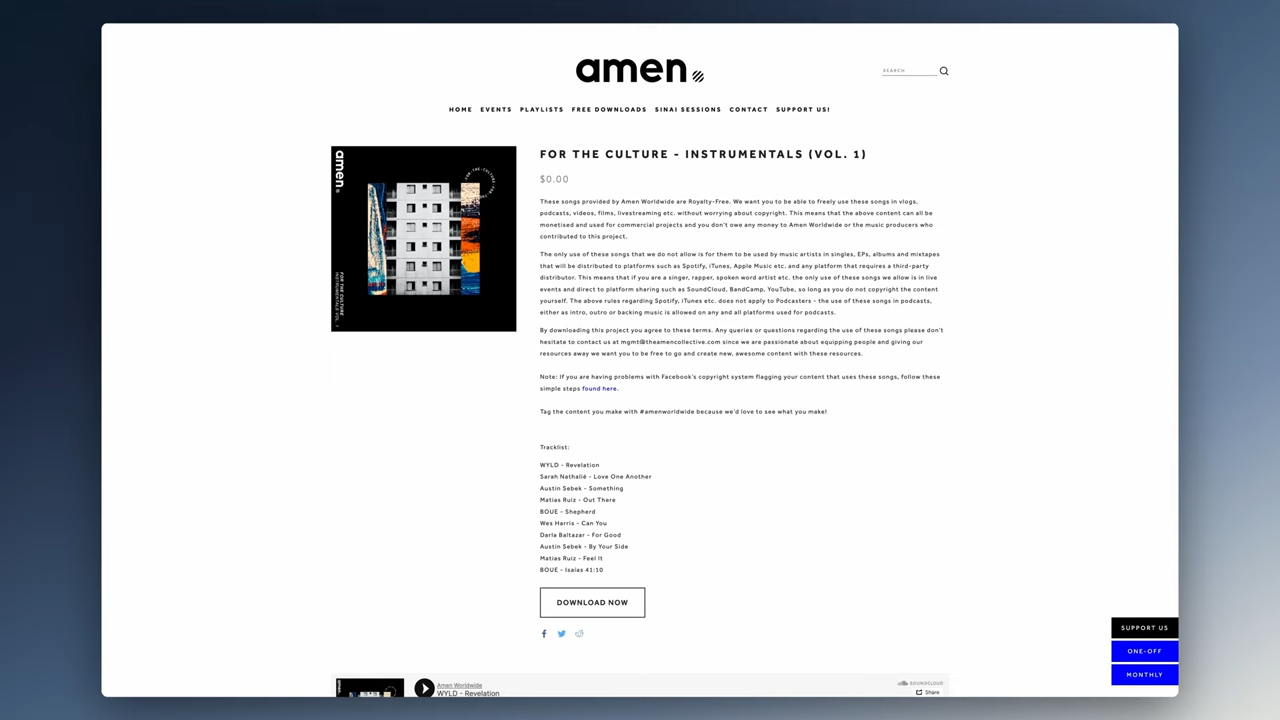 amen
SEARCH
HOME EVENTS PLAYLISTS FREE DOWNLOADS SINAI SESSIONS CONTACT SUPPORT US!
amen
FOR THE CULTURE
INSTRUMENTALS VOL. 1
FOR THE CULTURE - INSTRUMENTALS (VOL. 1)
$0.00
These songs provided by Amen Worldwide are Royalty-Free. We want you to be able to freely use these songs in vlogs,
podcasts, videos, films, livestreaming etc. without worrying about copyright. This means that the above content can all be
monetised and used for commercial projects and you don't owe any money to Amen Worldwide or the music producers who
contributed to this project.
The only use of these songs that we do not allow is for them to be used by music artists in singles, EPs, albums and mixtapes
that will be distributed to platforms such as Spotify, iTunes, Apple Music etc. and any platform that requires a third-party
distributor. This means that if you are a singer, rapper, spoken word artist etc. the only use of these songs we allow is in live
events and direct to platform sharing such as SoundCloud, BandCamp, YouTube, so long as you do not copyright the content
yourself. The above rules regarding Spotify, iTunes etc. does not apply to Podcasters - the use of these songs in podcasts,
either as intro, outro or backing music is allowed on any and all platforms used for podcasts.
By downloading this project you agree to these terms. Any queries or questions regarding the use of these songs please don't
hesitate to contact us at mgmt@theamencollective.com since we are passionate about equipping people and giving our
resources away we want you to be free to go and create new, awesome content with these resources.
Note: If you are having problems with Facebook's copyright system flagging your content that uses these songs, follow these
simple steps found here.
Tag the content you make with #amenworldwide because we'd love to see what you make!
Tracklist:
WYLD - Revelation
Sarah Nathalié - Love One Another
Austin Sebek - Something
Matias Ruiz - Out There
BOUE - Shepherd
Wes Harris - Can You
Darla Baltazar - For Good
Austin Sebek - By Your Side
Matias Ruiz - Feel It
BOUE - Isaias 41:10
DOWNLOAD NOW
SUPPORT US
ONE-OFF
MONTHLY
Amen Worldwide
WYLD - Revelation
SOUNDCLOUD
Share